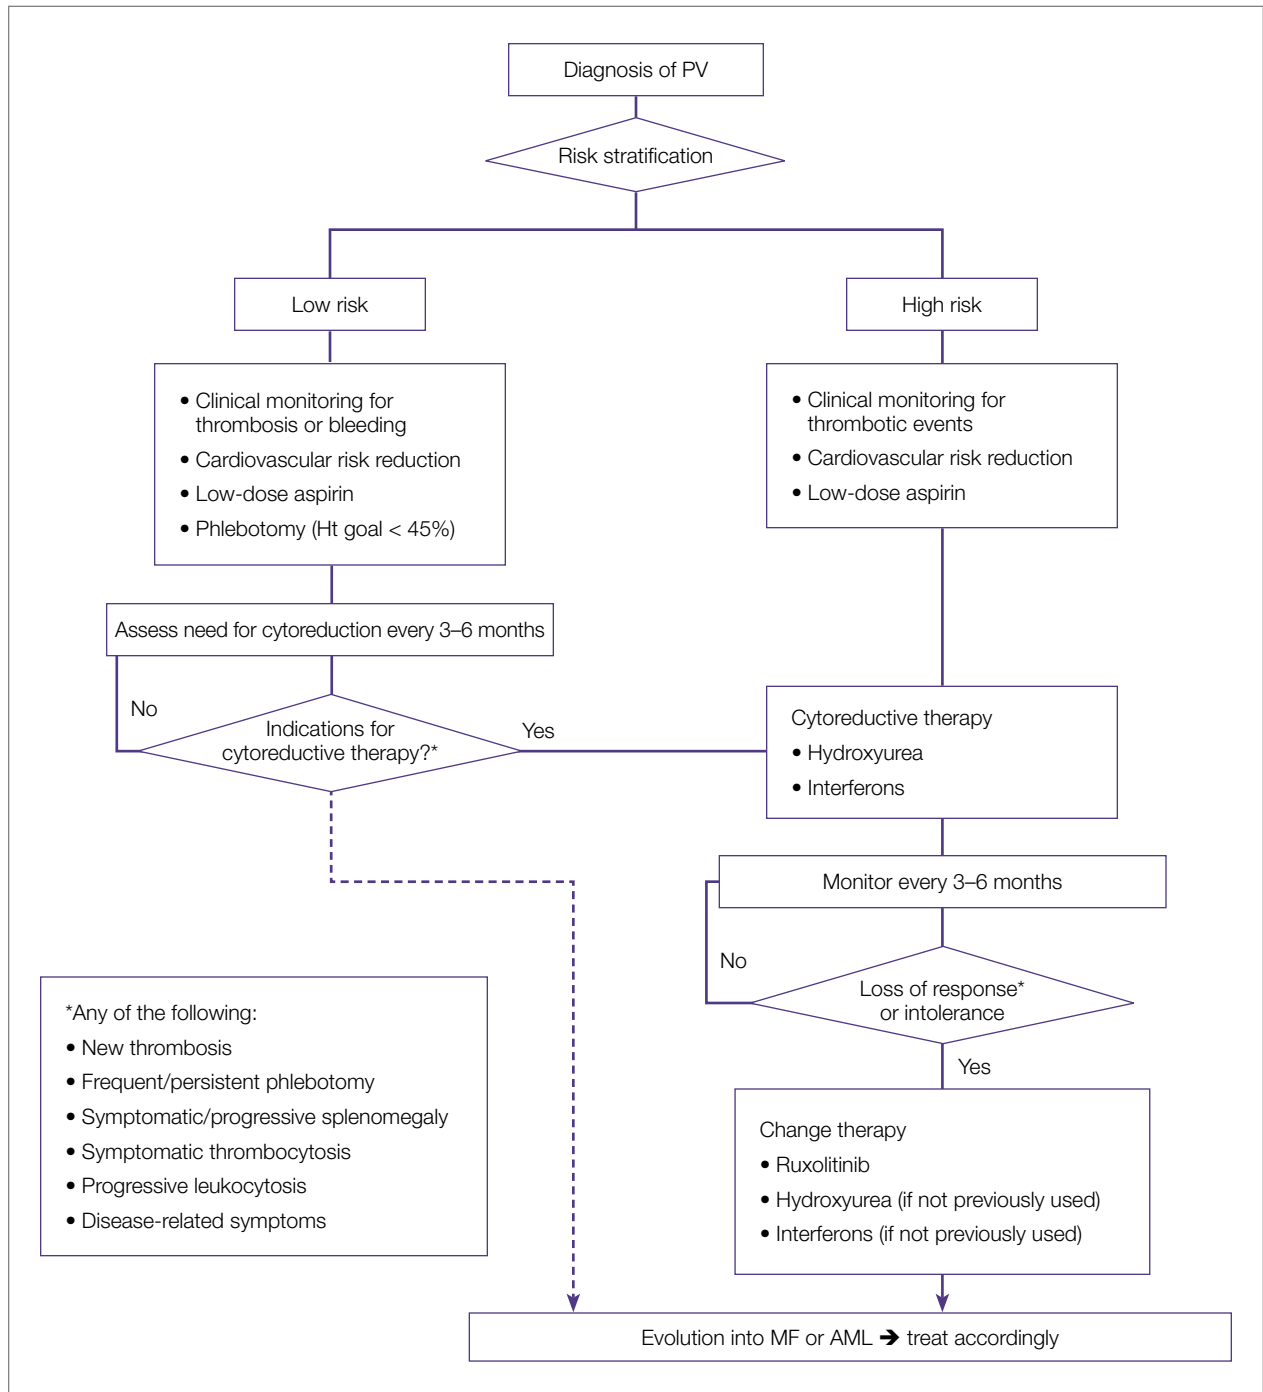 Diagnosis of PV
Risk stratification
Low risk
High risk
• Clinical monitoring for
thrombosis or bleeding
• Cardiovascular risk reduction
• Low-dose aspirin
• Phlebotomy (Ht goal < 45%)
• Clinical monitoring for
thrombotic events
• Cardiovascular risk reduction
• Low-dose aspirin
Assess need for cytoreduction every 3–6 months
No
Indications for
cytoreductive therapy?*
Yes
Cytoreductive therapy
• Hydroxyurea
• Interferons
Monitor every 3–6 months
No
Loss of response*
or intolerance
Yes
*Any of the following:
• New thrombosis
• Frequent/persistent phlebotomy
• Symptomatic/progressive splenomegaly
• Symptomatic thrombocytosis
• Progressive leukocytosis
• Disease-related symptoms
Change therapy
• Ruxolitinib
• Hydroxyurea (if not previously used)
• Interferons (if not previously used)
Evolution into MF or AML ➔ treat accordingly